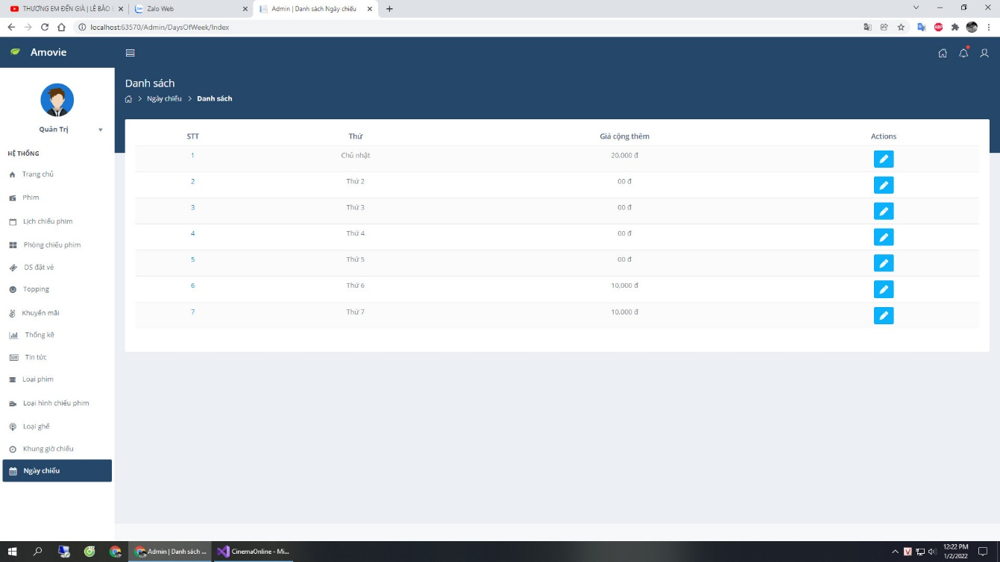 THƯƠNG EM ĐẾN GIÀ | LÊ BẢO
Zalo Web
Admin | Danh sách Ngày chiếu
localhost:63570/Admin/DaysOfWeek/Index
ABP
Amovie
Danh sách
Ngày chiếu > Danh sách
Quản Trị
HỆ THỐNG
Trang chủ
Phim
Lịch chiếu phim
Phòng chiếu phim
DS đặt vé
Topping
Khuyến mãi
Thống kê
Tin tức
Loại phim
Loại hình chiếu phim
Loại ghế
Khung giờ chiếu
Ngày chiếu
STT Thứ Giá cộng thêm Actions
1 Chủ nhật 20,000 đ
2 Thứ 2 00 đ
3 Thứ 3 00 đ
4 Thứ 4 00 đ
5 Thứ 5 00 đ
6 Thứ 6 10,000 đ
7 Thứ 7 10,000 đ
Admin | Danh sách ...
CinemaOnline - Mi...
V
12:22 PM
1/2/2022